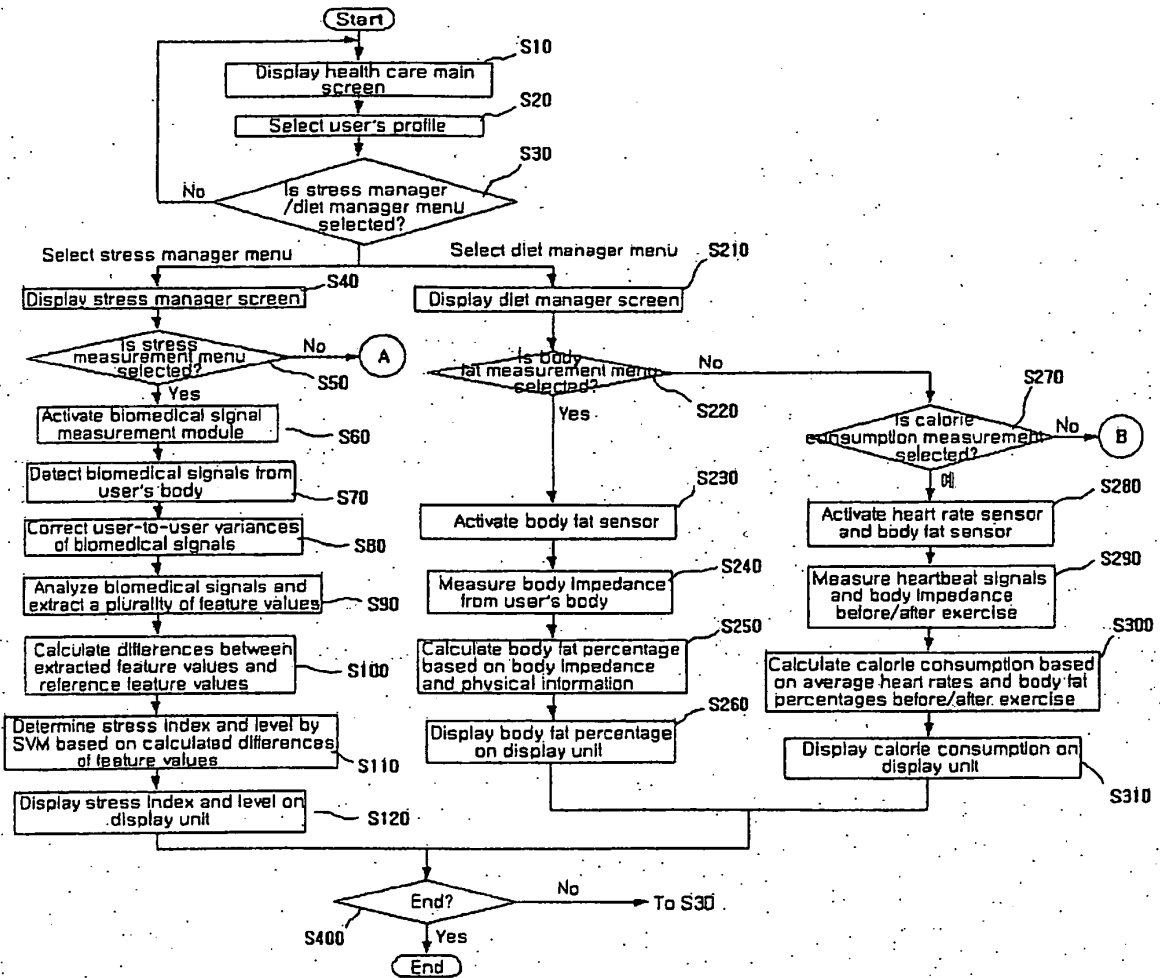 Start
S10
Display health care main
screen
S20
Select user's profile
S30
No
Is stress manager
/diet manager menu
selected?
Select stress manager menu
Select diet manager menu
S210
S40
Display stress manager screen
Display diet manager screen
Is stress
measurement menu
selected?
No
A
S50
Yes
Is body
fat measurement menu
selected?
No
S220
Yes
S270
Is calorie
consumption measurement
selected?
No
B
Activate biomedical signal
measurement module
S60
Detect biomedical signals from
user's body
S70
Correct user-to-user variances
of biomedical signals
S80
Analyze biomedical signals and
extract a plurality of feature values
S90
Calculate differences between
extracted feature values and
reference feature values
S100
Determine stress index and level by
SVM based on calculated differences
of feature values
S110
Display stress index and level on
display unit
S120
S230
Activate body fat sensor
S240
Measure body impedance
from user's body
S250
Calculate body fat percentage
based on body impedance
and physical information
S260
Display body fat percentage
on display unit
S280
Activate heart rate sensor
and body fat sensor
S290
Measure heartbeat signals
and body impedance
before/after exercise
S300
Calculate calorie consumption based
on average heart rates and body fat
percentages before/after exercise
Display calorie consumption on
display unit
S310
End?
No
To S30
S400
Yes
End